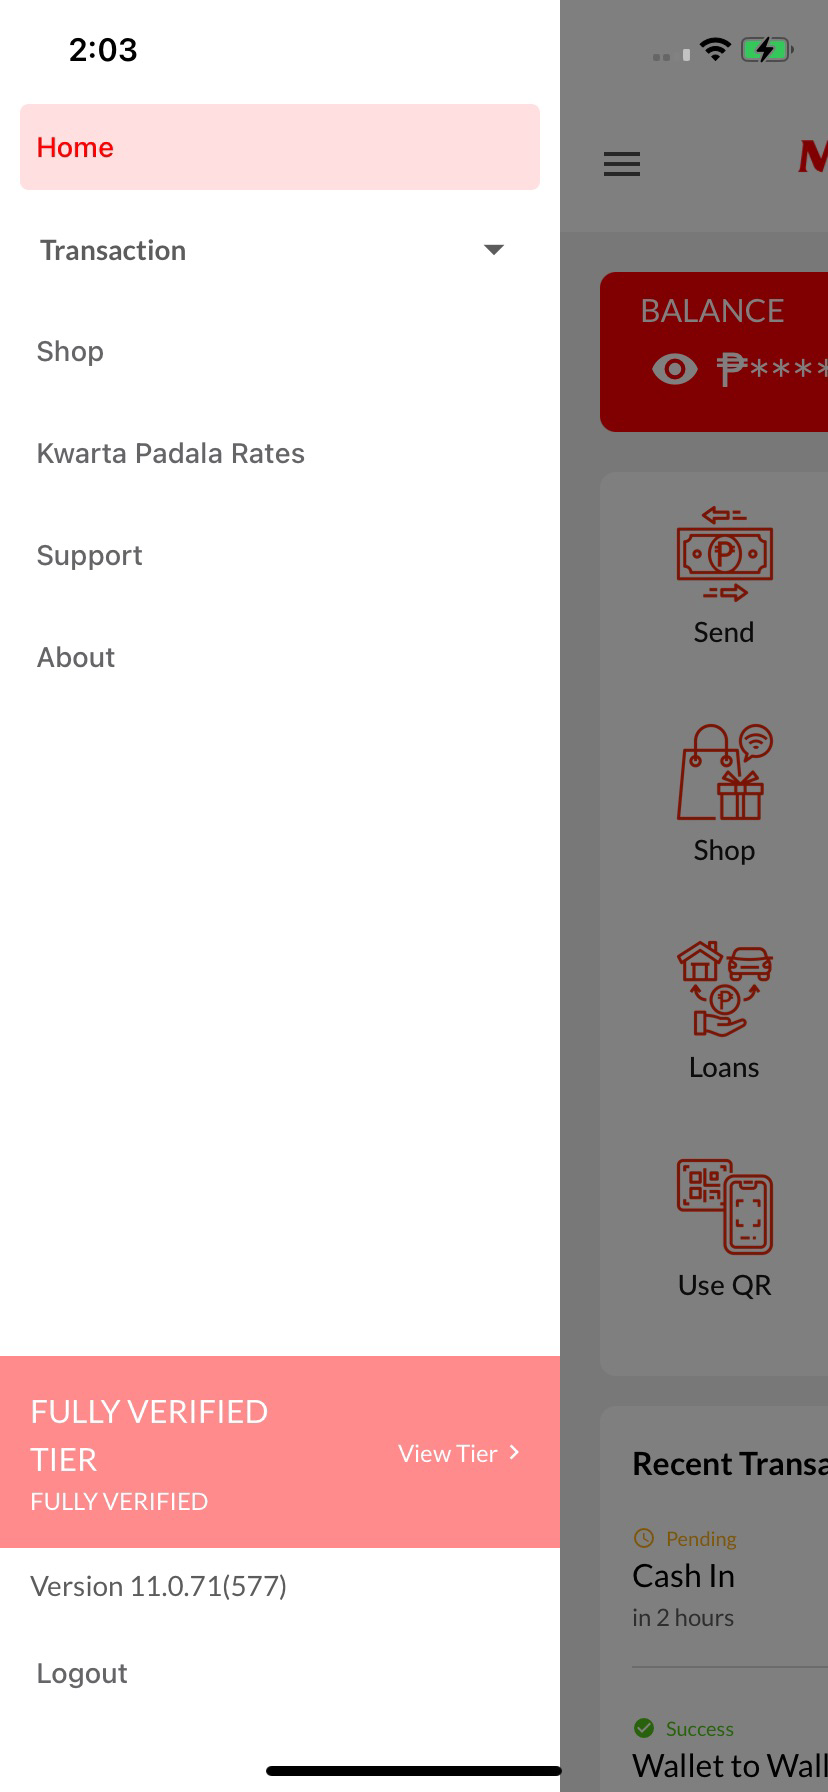 2:03
Home
Transaction
Shop
Kwarta Padala Rates
Support
About
FULLY VERIFIED
TIER
View Tier
FULLY VERIFIED
Version 11.0.71(577)
Logout
M
BALANCE
₱****
Send
Shop
Loans
Use QR
Recent Transa
Pending
Cash In
in 2 hours
Success
Wallet to Wall